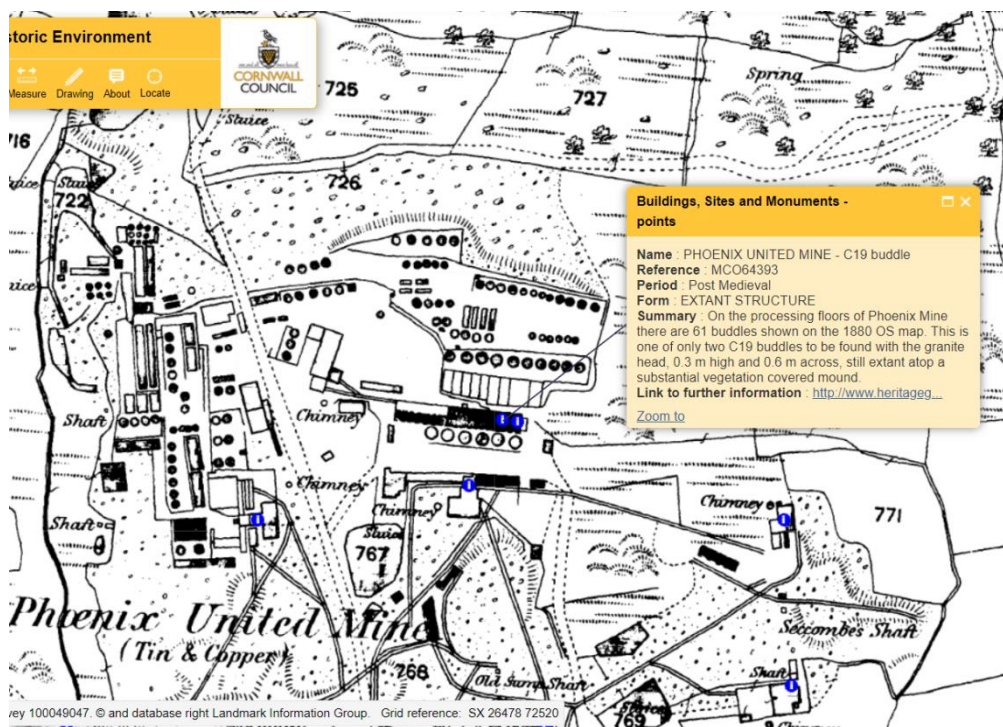 storic Environment
Measure Drawing About Locate
CORNWALL
COUNCIL
725
727
Spring
Sluice
716
726
Sluice
722
Buildings, Sites and Monuments -
points
Name : PHOENIX UNITED MINE - C19 buddle
Reference : MCO64393
Period : Post Medieval
Form : EXTANT STRUCTURE
Summary : On the processing floors of Phoenix Mine
there are 61 buddles shown on the 1880 OS map. This is
one of only two C19 buddles to be found with the granite
head, 0.3 m high and 0.6 m across, still extant atop a
substantial vegetation covered mound.
Link to further information : http://www.heritageg...
Zoom to
Shaft
Chimney
Chimney
Chimney
Chimney
771
Shaft
Sluice
767
Phœnix United Mine
(Tin & Copper)
Seccombes Shaft
768
Old Sump Shaft
Shaft
769
vey 100049047. © and database right Landmark Information Group. Grid reference: SX 26478 72520